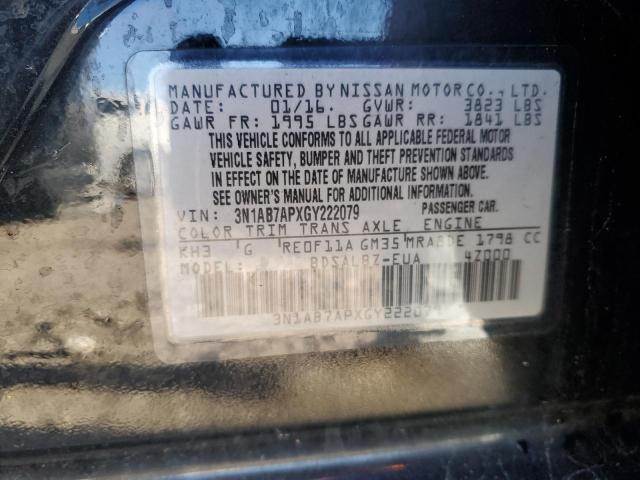 MANUFACTURED BY NISSAN MOTOR CO., LTD.
DATE: 01/16. GVWR: 3823 LBS
GAWR FR: 1995 LBS GAWR RR: 1841 LBS
THIS VEHICLE CONFORMS TO ALL APPLICABLE FEDERAL MOTOR
VEHICLE SAFETY, BUMPER AND THEFT PREVENTION STANDARDS
IN EFFECT ON THE DATE OF MANUFACTURE SHOWN ABOVE.
SEE OWNER'S MANUAL FOR ADDITIONAL INFORMATION.
VIN: 3N1AB7APXGY222079 PASSENGER CAR.
COLOR TRIM TRANS AXLE, ENGINE
KH3 G RE0F11A GM35 MRA8DE 1798 CC
MODEL: BDSALBZ-EUA 4Z000
3N1AB7APXGY22207